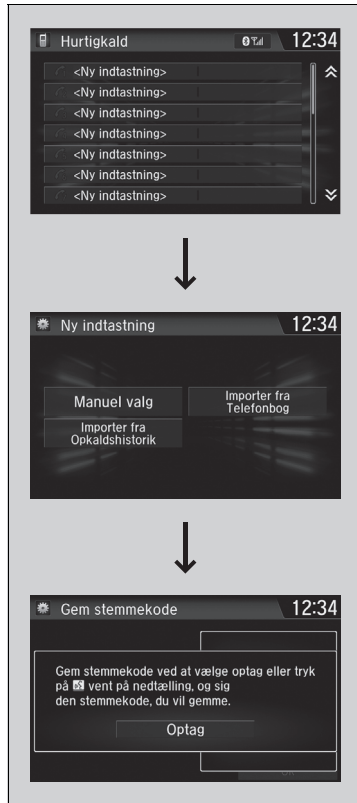 Hurtigkald 12:34
<Ny indtastning>
<Ny indtastning>
<Ny indtastning>
<Ny indtastning>
<Ny indtastning>
<Ny indtastning>
<Ny indtastning>
Ny indtastning 12:34
Manuel valg
Importer fra
Telefonbog
Importer fra
Opkaldshistorik
Gem stemmekode 12:34
Gem stemmekode ved at vælge optag eller tryk
på vent på nedtælling, og sig
den stemmekode, du vil gemme.
Optag
OK